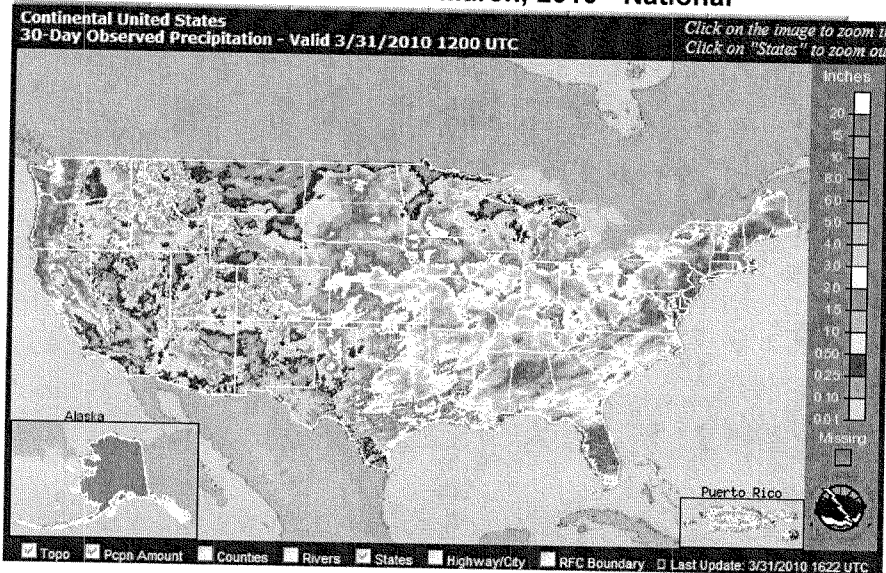 March, 2010 - National
Continental United States
30-Day Observed Precipitation - Valid 3/31/2010 1200 UTC
Click on the image to zoom i
Click on "States" to zoom ou
Inches
20
15
10
8.0
6.0
5.0
4.0
3.0
2.0
1.5
1.0
0.50
0.25
0.10
0.01
Missing
Alaska
Puerto Rico
Topo Pcpn Amount Counties Rivers States Highway/City RFC Boundary Last Update: 3/31/2010 1622 UTC